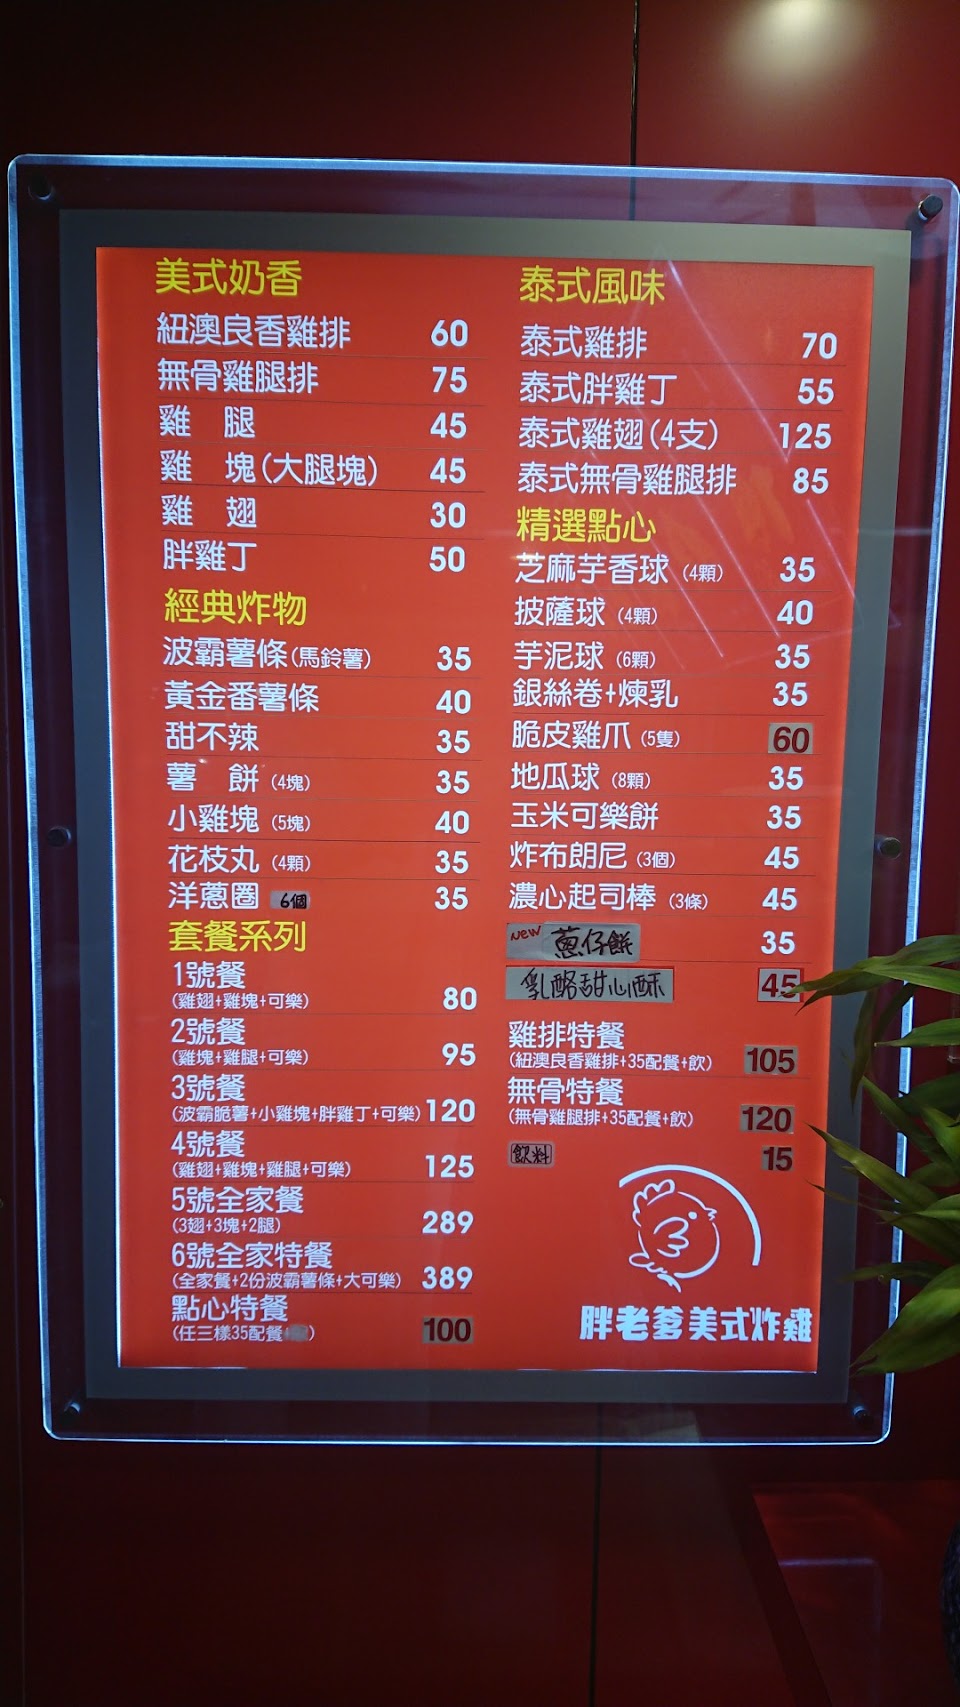 美式奶香
紐澳良香雞排 60
無骨雞腿排 75
雞 腿 45
雞 塊(大腿塊) 45
雞 翅 30
胖雞丁 50
經典炸物
波霸薯條(馬鈴薯) 35
黃金番薯條 40
甜不辣 35
薯 餅(4塊) 35
小雞塊(5塊) 40
花枝丸(4顆) 35
洋蔥圈 6個 35
套餐系列
1號餐
(雞翅+雞塊+可樂) 80
2號餐
(雞塊+雞腿+可樂) 95
3號餐
(波霸脆薯+小雞塊+胖雞丁+可樂) 120
4號餐
(雞翅+雞塊+雞腿+可樂) 125
5號全家餐
(3翅+3塊+2腿) 289
6號全家特餐
(全家餐+2份波霸薯條+大可樂) 389
點心特餐
(任三樣35配餐) 100
泰式風味
泰式雞排 70
泰式胖雞丁 55
泰式雞翅(4支) 125
泰式無骨雞腿排 85
精選點心
芝麻芋香球(4顆) 35
披薩球(4顆) 40
芋泥球(6顆) 35
銀絲卷+煉乳 35
脆皮雞爪(5隻) 60
地瓜球(8顆) 35
玉米可樂餅 35
炸布朗尼(3個) 45
濃心起司棒(3條) 45
New 蔥仔餅 35
乳酪甜心酥 45
雞排特餐
(紐澳良香雞排+35配餐+飲) 105
無骨特餐
(無骨雞腿排+35配餐+飲) 120
飲料 15
胖老爹美式炸雞